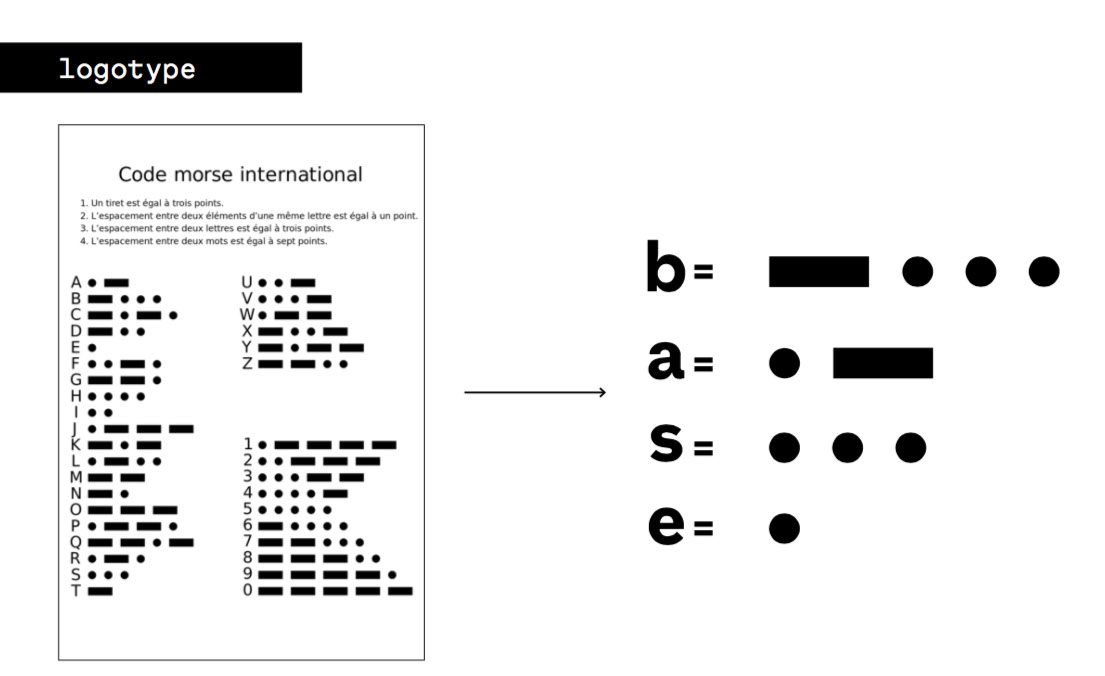 logotype
Code morse international
1. Un tiret est égal à trois points.
2. L'espacement entre deux éléments d'une même lettre est égal à un point.
3. L'espacement entre deux lettres est égal à trois points.
4. L'espacement entre deux mots est égal à sept points.
A
B
C
D
E
F
G
H
I
J
K
L
M
N
O
P
Q
R
S
T
U
V
W
X
Y
Z
1
2
3
4
5
6
7
8
9
0
b =
a =
s =
e =